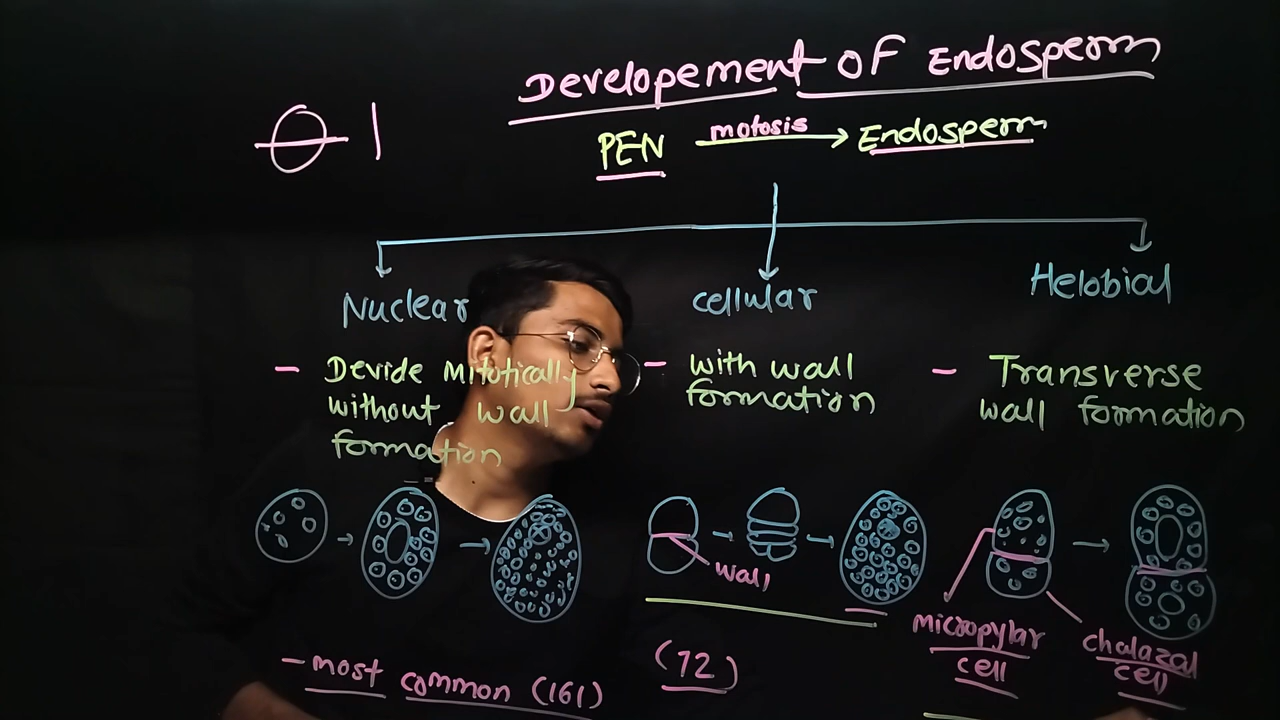 Developement of Endosperm
PEN motosis Endosperm
Nuclear
- Devide Mitotically
without wall
formation
- most common (161)
cellular
- with wall
formation
wall
(72)
Helobial
- Transverse
wall formation
micropylar
cell
chalazal
cell